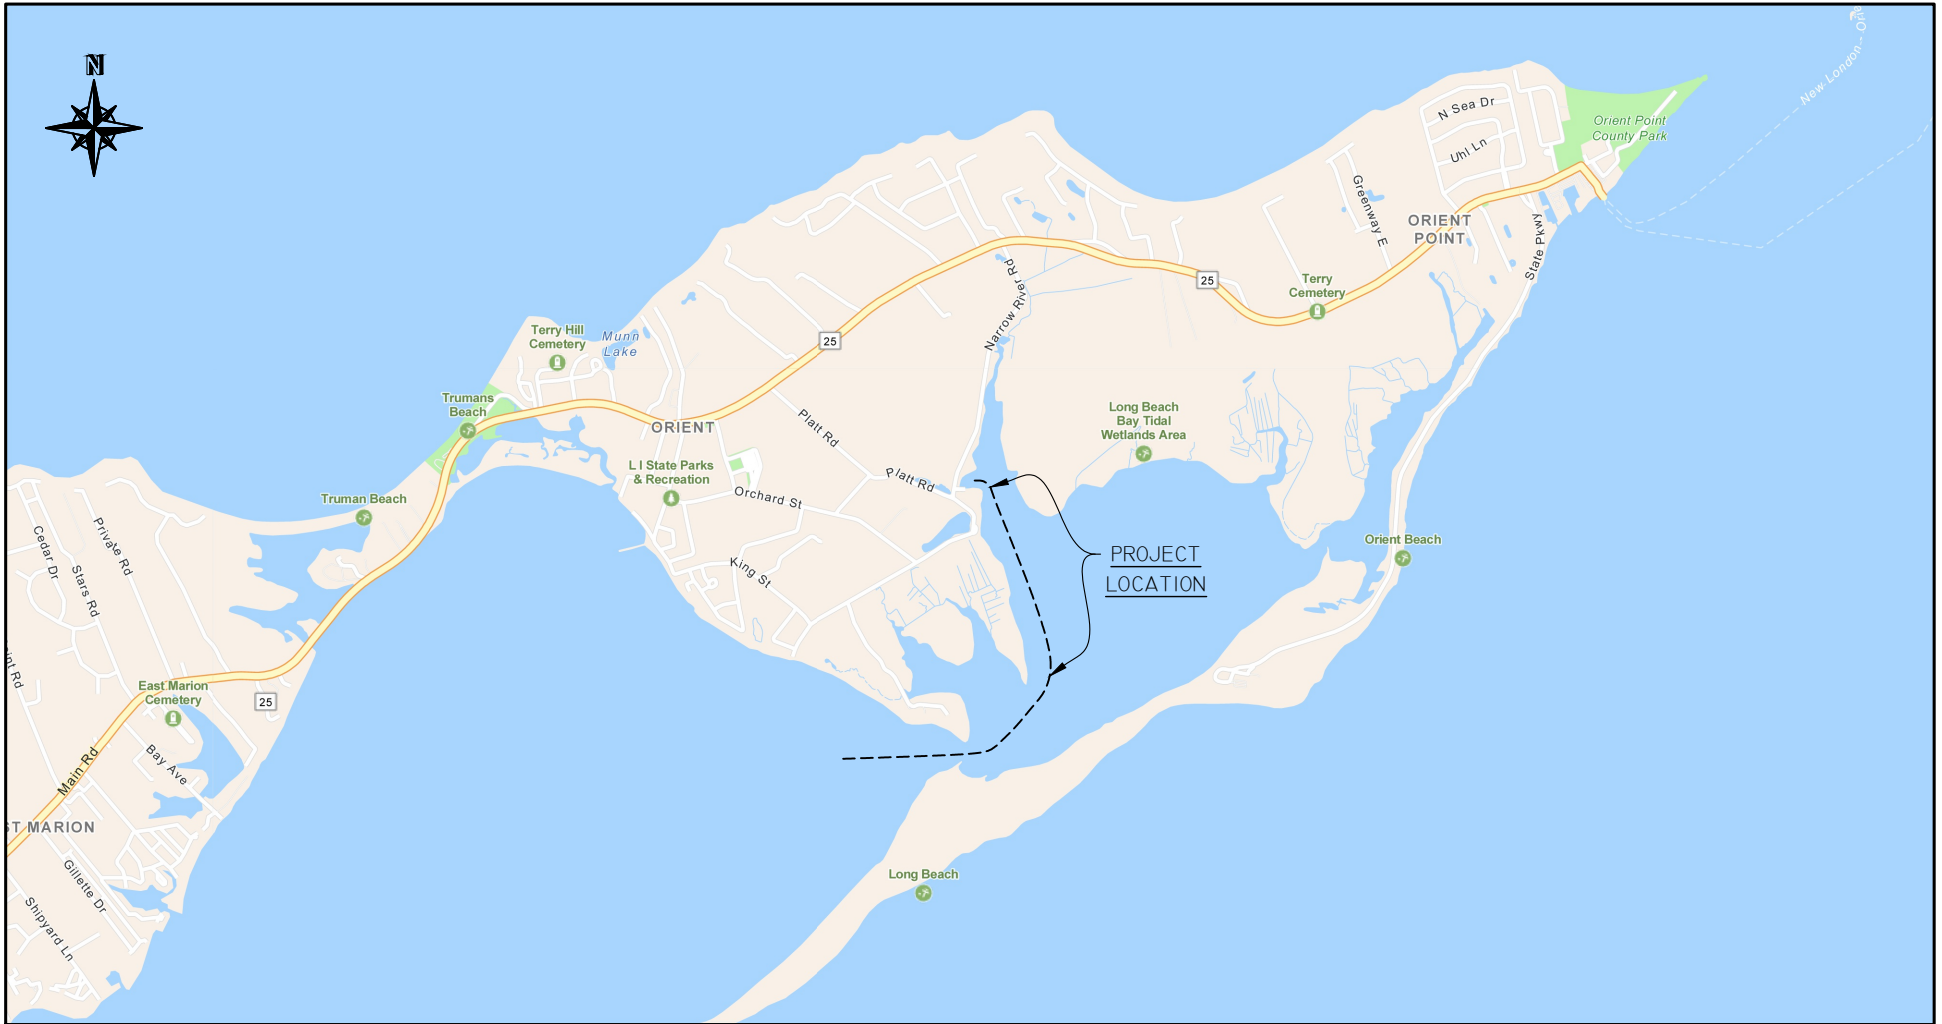 N
New London - Orie
N Sea Dr
Orient Point
County Park
Uhl Ln
Greenway E
ORIENT
POINT
State Pkwy
Narrow River Rd
25
Terry
Cemetery
Terry Hill
Cemetery
Munn
Lake
25
Trumans
Beach
ORIENT
Platt Rd
Long Beach
Bay Tidal
Wetlands Area
L I State Parks
& Recreation
Platt Rd
Orchard St
Truman Beach
Private Rd
Cedar Dr
Stars Rd
Orient Beach
PROJECT
LOCATION
King St
int Rd
East Marion
Cemetery
25
Main Rd
Bay Ave
ST MARION
Gillette Dr
Long Beach
Shipyard Ln